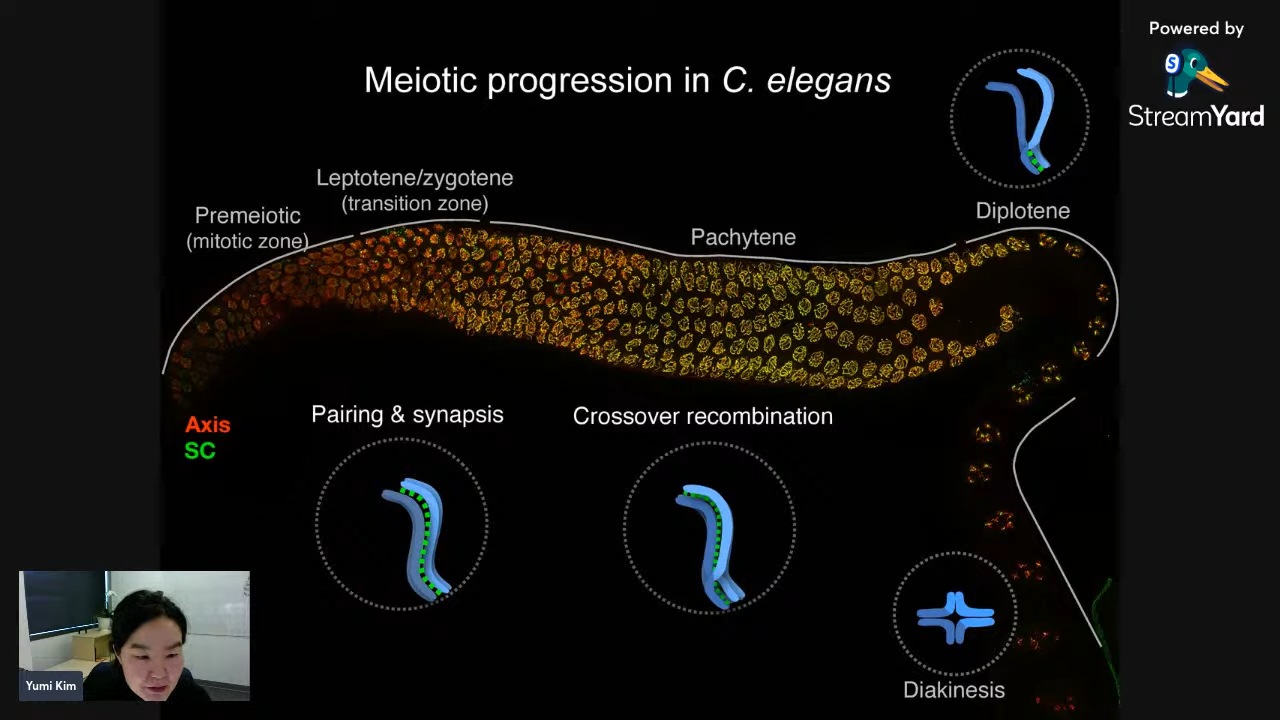 Powered by
S
StreamYard
Meiotic progression in C. elegans
Leptotene/zygotene
(transition zone)
Premeiotic
(mitotic zone)
Pachytene
Diplotene
Axis
SC
Pairing & synapsis
Crossover recombination
Diakinesis
Yumi Kim